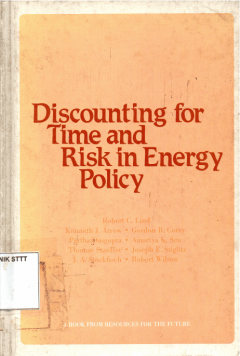 Discounting for
Time and
Risk in Energy
Policy
Robert C. Lind
Kenneth J. Arrow • Gordon R. Corey
Partha Dasgupta • Amartya K. Sen
Thomas Stauffer • Joseph E. Stiglitz
J. A. Stockfisch • Robert Wilson
NIK STTT
BOOK FROM RESOURCES FOR THE FUTURE